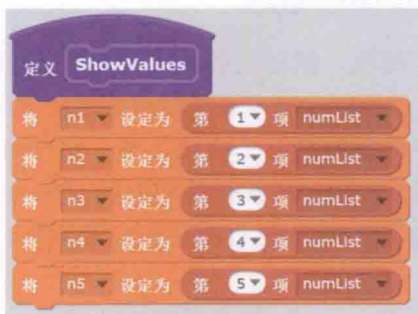 定义 ShowValues
将 n1 设定为 第 1 项 numList
将 n2 设定为 第 2 项 numList
将 n3 设定为 第 3 项 numList
将 n4 设定为 第 4 项 numList
将 n5 设定为 第 5 项 numList